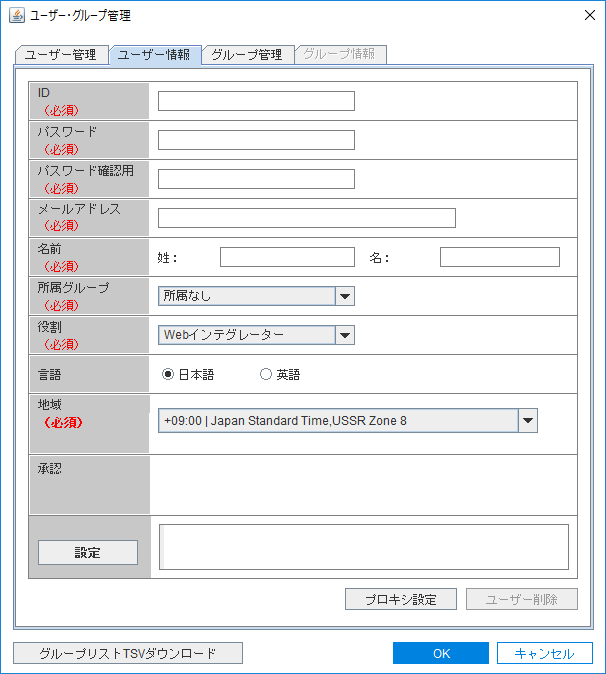 ユーザー・グループ管理
ユーザー管理 ユーザー情報 グループ管理 グループ情報
ID
（必須）
パスワード
（必須）
パスワード確認用
（必須）
メールアドレス
（必須）
名前
（必須）
姓： 名：
所属グループ
（必須）
所属なし
役割
（必須）
Webインテグレーター
言語
日本語 英語
地域
（必須）
+09:00 | Japan Standard Time,USSR Zone 8
承認
設定
プロキシ設定 ユーザー削除
グループリストTSVダウンロード OK キャンセル